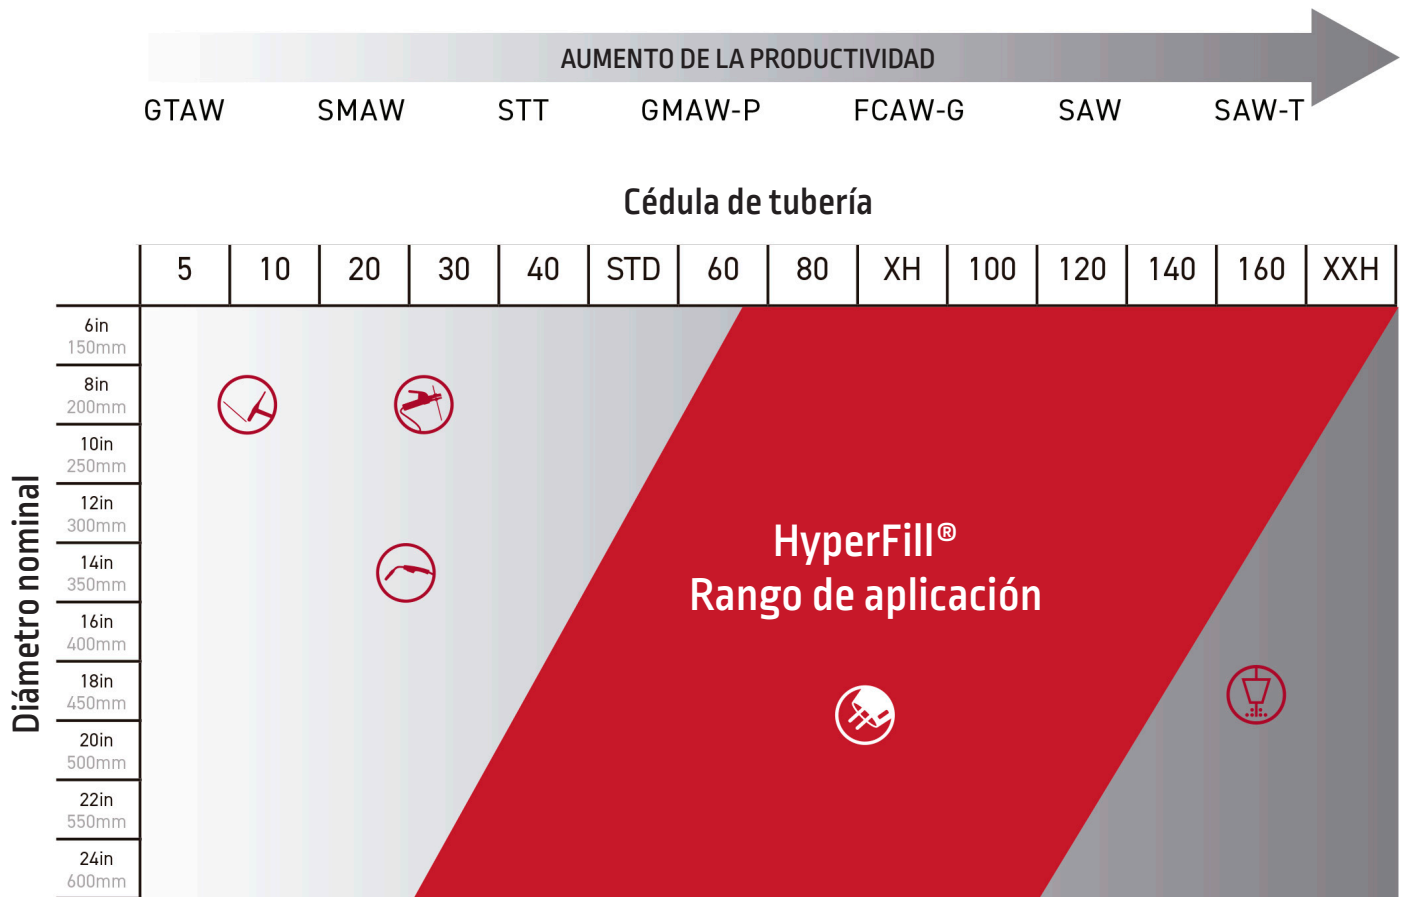 AUMENTO DE LA PRODUCTIVIDAD
GTAW SMAW STT GMAW-P FCAW-G SAW SAW-T
Cédula de tubería
5 10 20 30 40 STD 60 80 XH 100 120 140 160 XXH
Diámetro nominal
6in
150mm
8in
200mm
10in
250mm
12in
300mm
14in
350mm
16in
400mm
18in
450mm
20in
500mm
22in
550mm
24in
600mm
HyperFill®
Rango de aplicación